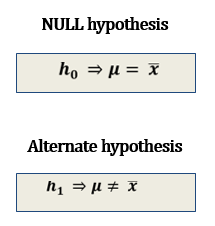 NULL hypothesis
h₀ ⇒ μ = x̅
Alternate hypothesis
h₁ ⇒ μ ≠ x̅